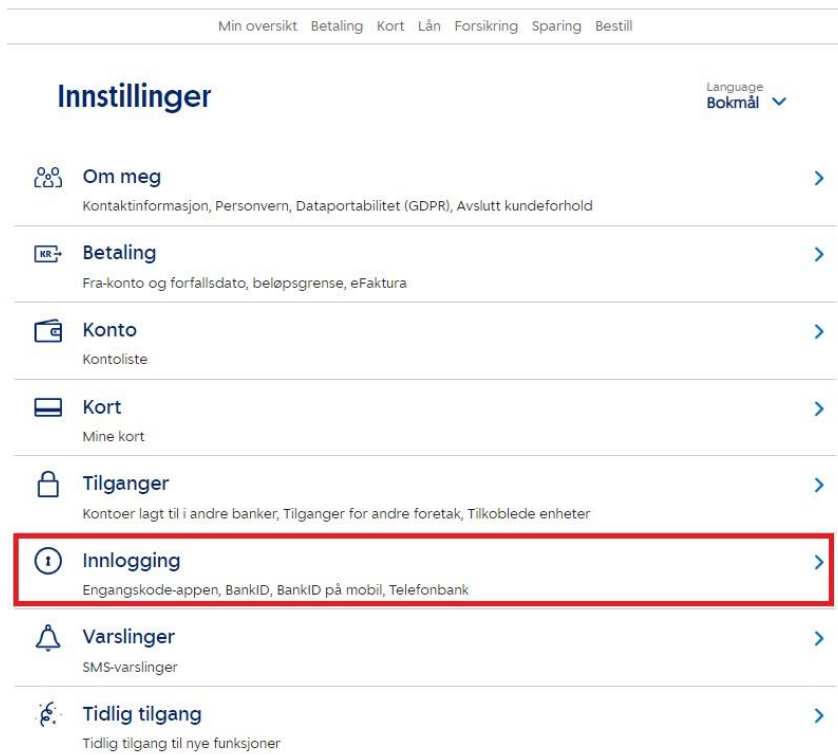 Min oversikt Betaling Kort Lån Forsikring Sparing Bestill
Innstillinger
Language
Bokmål
Om meg
Kontaktinformasjon, Personvern, Dataportabilitet (GDPR), Avslutt kundeforhold
KR
Betaling
Fra-konto og forfallsdato, beløpsgrense, eFaktura
Konto
Kontoliste
Kort
Mine kort
Tilganger
Kontoer lagt til i andre banker, Tilganger for andre foretak, Tilkoblede enheter
Innlogging
Engangskode-appen, BankID, BankID på mobil, Telefonbank
Varslinger
SMS-varslinger
Tidlig tilgang
Tidlig tilgang til nye funksjoner